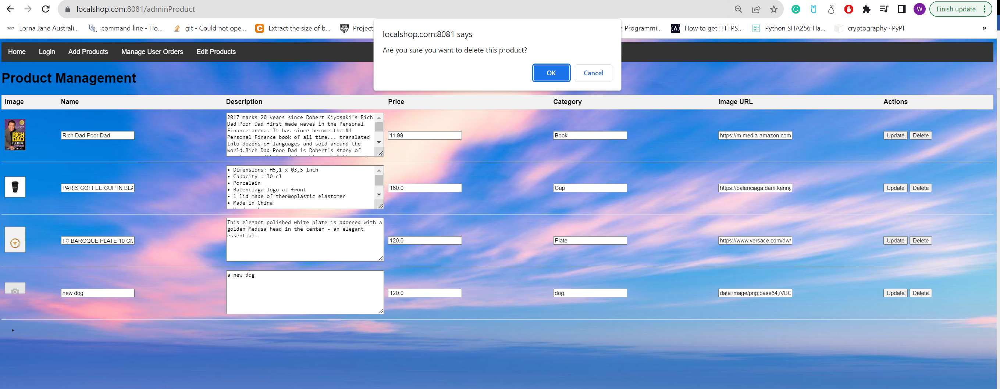 localshop.com:8081/adminProduct
W
Finish update
Lorna Jane Australi...
command line - Ho...
git - Could not ope...
Extract the size of b...
Project
Programmi...
How to get HTTPS...
Python SHA256 Ha...
cryptography · PyPI
»
localshop.com:8081 says
Are you sure you want to delete this product?
OK
Cancel
Home
Login
Add Products
Manage User Orders
Edit Products
Product Management
Image
Name
Description
Price
Category
Image URL
Actions
RICH
DAD
POOR DAD
Rich Dad Poor Dad
2017 marks 20 years since Robert Kiyosaki's Rich
Dad Poor Dad first made waves in the Personal
Finance arena. It has since become the #1
Personal Finance book of all time... translated
into dozens of languages and sold around the
world.Rich Dad Poor Dad is Robert's story of
11.99
Book
https://m.media-amazon.com
Update
Delete
PARIS COFFEE CUP IN BLA
• Dimensions: H5,1 x Ø3,5 inch
• Capacity : 30 cl
• Porcelain
• Balenciaga logo at front
• 1 lid made of thermoplastic elastomer
• Made in China
160.0
Cup
https://balenciaga.dam.kering
Update
Delete
I ♡ BAROQUE PLATE 10 CM
This elegant polished white plate is adorned with a
golden Medusa head in the center - an elegant
essential.
120.0
Plate
https://www.versace.com/dw/
Update
Delete
new dog
a new dog
120.0
dog
data:image/png;base64,iVBO
Update
Delete